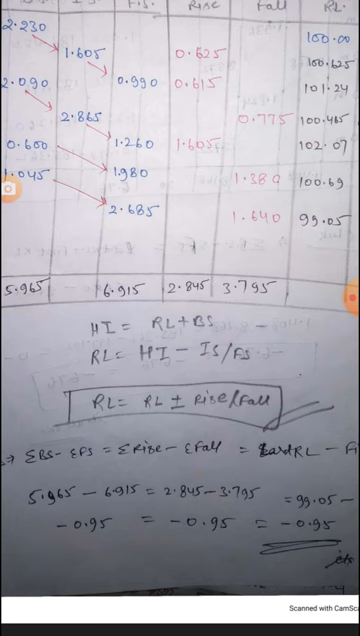 I.S. F.S. Rise Fall RL.
2.230 100.00
1.605 0.625 100.625
2.090 0.990 0.615 101.24
2.865 0.775 100.465
0.600 1.260 1.605 102.07
1.045 1.980 1.380 100.69
2.685 1.640 99.05
5.965 6.915 2.845 3.795
HI = RL + BS
RL = HI - IS/FS
RL = RL ± Rise/Fall
ΣBS - ΣFS = ΣRise - ΣFall = Last RL - Fi
5.965 - 6.915 = 2.845 - 3.795 = 99.05 -
-0.95 = -0.95 = -0.95
Scanned with CamSca